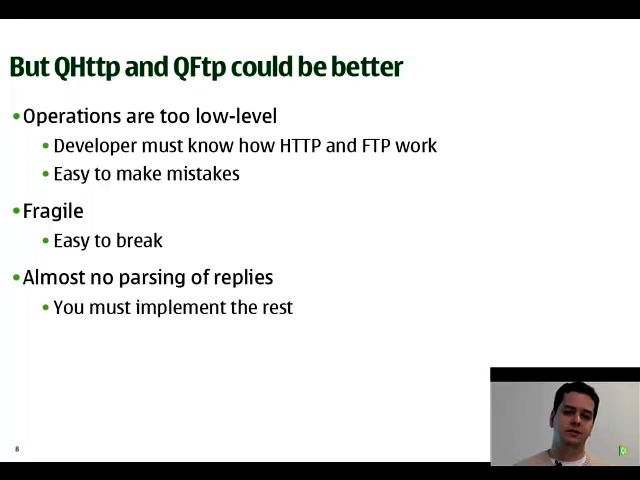 But QHttp and QFtp could be better
•Operations are too low-level
•Developer must know how HTTP and FTP work
•Easy to make mistakes
•Fragile
•Easy to break
•Almost no parsing of replies
•You must implement the rest
8